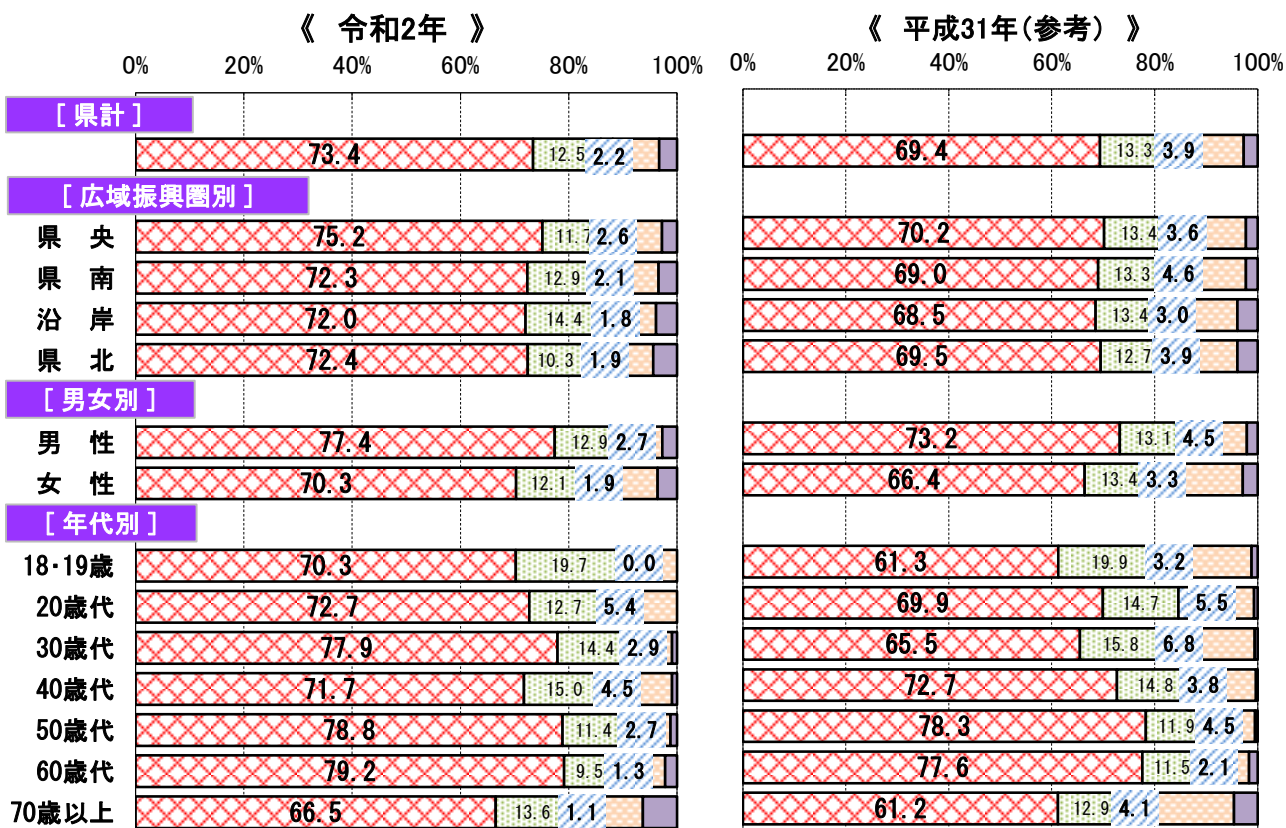 《 令和2年 》
0% 20% 40% 60% 80% 100%
《 平成31年(参考) 》
0% 20% 40% 60% 80% 100%
[ 県計 ]
73.4 12.5 2.2 69.4 13.3 3.9
[ 広域振興圏別 ]
県 央 75.2 11.7 2.6 70.2 13.4 3.6
県 南 72.3 12.9 2.1 69.0 13.3 4.6
沿 岸 72.0 14.4 1.8 68.5 13.4 3.0
県 北 72.4 10.3 1.9 69.5 12.7 3.9
[ 男女別 ]
男 性 77.4 12.9 2.7 73.2 13.1 4.5
女 性 70.3 12.1 1.9 66.4 13.4 3.3
[ 年代別 ]
18・19歳 70.3 19.7 0.0 61.3 19.9 3.2
20歳代 72.7 12.7 5.4 69.9 14.7 5.5
30歳代 77.9 14.4 2.9 65.5 15.8 6.8
40歳代 71.7 15.0 4.5 72.7 14.8 3.8
50歳代 78.8 11.4 2.7 78.3 11.9 4.5
60歳代 79.2 9.5 1.3 77.6 11.5 2.1
70歳以上 66.5 13.6 1.1 61.2 12.9 4.1